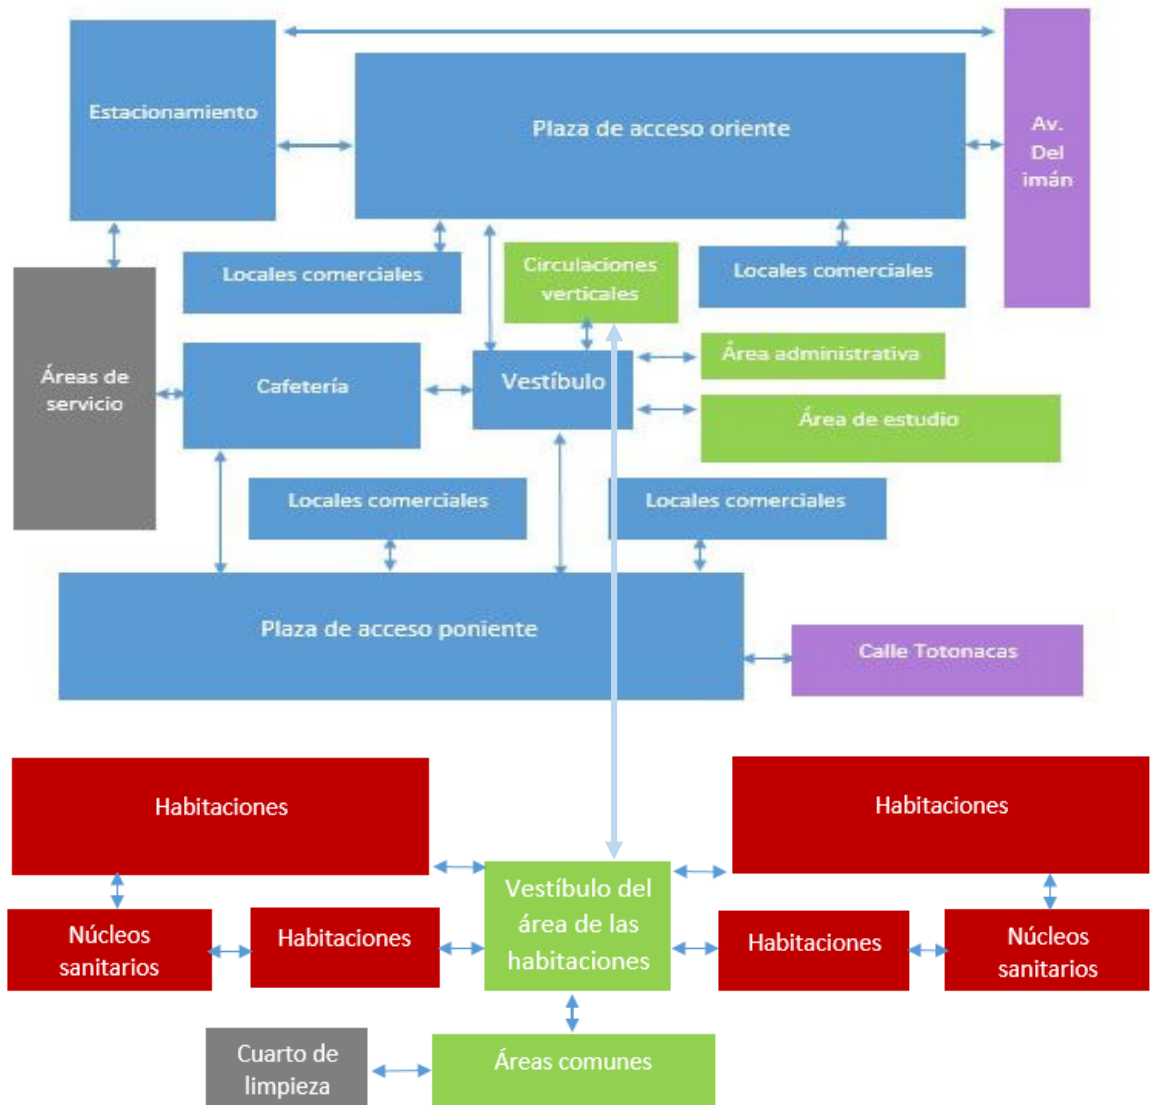 Estacionamiento
Plaza de acceso oriente
Av.
Del
imán
Locales comerciales
Circulaciones
verticales
Locales comerciales
Áreas de
servicio
Cafetería
Vestíbulo
Área administrativa
Área de estudio
Locales comerciales
Locales comerciales
Plaza de acceso poniente
Calle Totonacas
Habitaciones
Habitaciones
Vestíbulo del
área de las
habitaciones
Núcleos
sanitarios
Habitaciones
Habitaciones
Núcleos
sanitarios
Cuarto de
limpieza
Áreas comunes